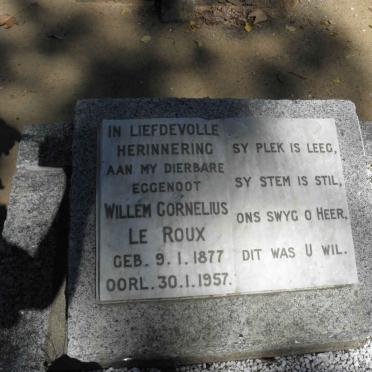 IN LIEFDEVOLLE
HERINNERING
AAN MY DIERBARE
EGGENOOT
WILLEM CORNELIUS
LE ROUX
GEB. 9.1.1877
OORL. 30.1.1957.
SY PLEK IS LEEG,
SY STEM IS STIL,
ONS SWYG O HEER,
DIT WAS U WIL.